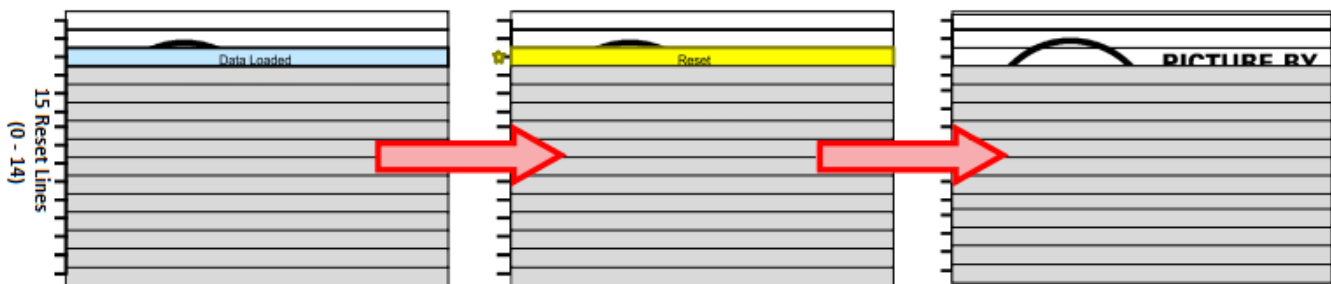 15 Reset Lines
(0 - 14)
Data Loaded
Reset
PICTURE BY